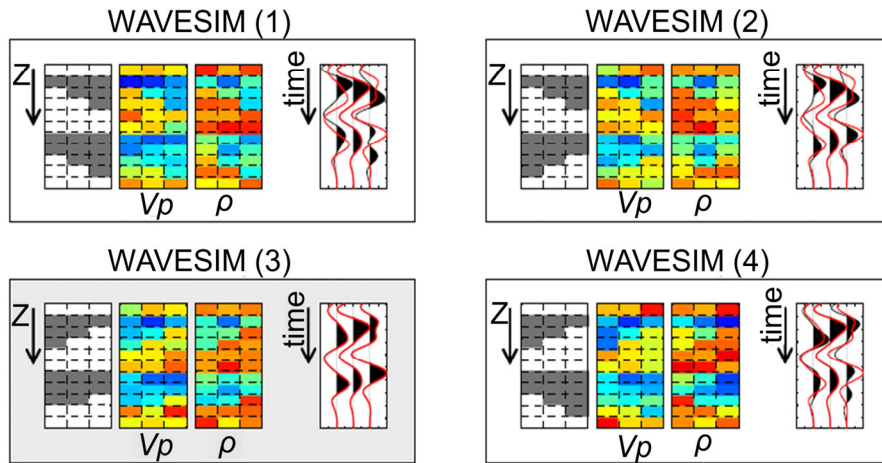 WAVESIM (1)
Z
time
Vp
ρ
WAVESIM (2)
Z
time
Vp
ρ
WAVESIM (3)
Z
time
Vp
ρ
WAVESIM (4)
Z
time
Vp
ρ